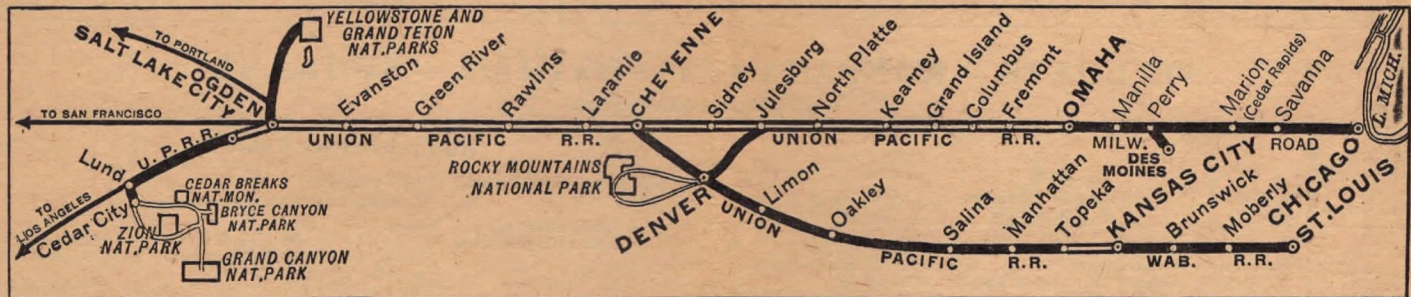 YELLOWSTONE AND
GRAND TETON
NAT. PARKS
TO PORTLAND
SALT LAKE CITY
OGDEN
Evanston
Green River
Rawlins
Laramie
CHEYENNE
Sidney
Julesburg
North Platte
Kearney
Grand Island
Columbus
Fremont
OMAHA
Manilla
Perry
Marion
(Cedar Rapids)
Savanna
L. MICH.
TO SAN FRANCISCO
UNION PACIFIC R.R.
UNION PACIFIC R.R.
MILW. ROAD
DES
MOINES
CHICAGO
U.P.R.R.
Lund
TO
LOS ANGELES
Cedar City
CEDAR BREAKS
NAT. MON.
BRYCE CANYON
NAT. PARK
ZION
NAT. PARK
GRAND CANYON
NAT. PARK
ROCKY MOUNTAINS
NATIONAL PARK
DENVER
Limon
Oakley
Salina
Manhattan
Topeka
KANSAS CITY
Brunswick
Moberly
ST. LOUIS
UNION PACIFIC R.R.
WAB. R.R.